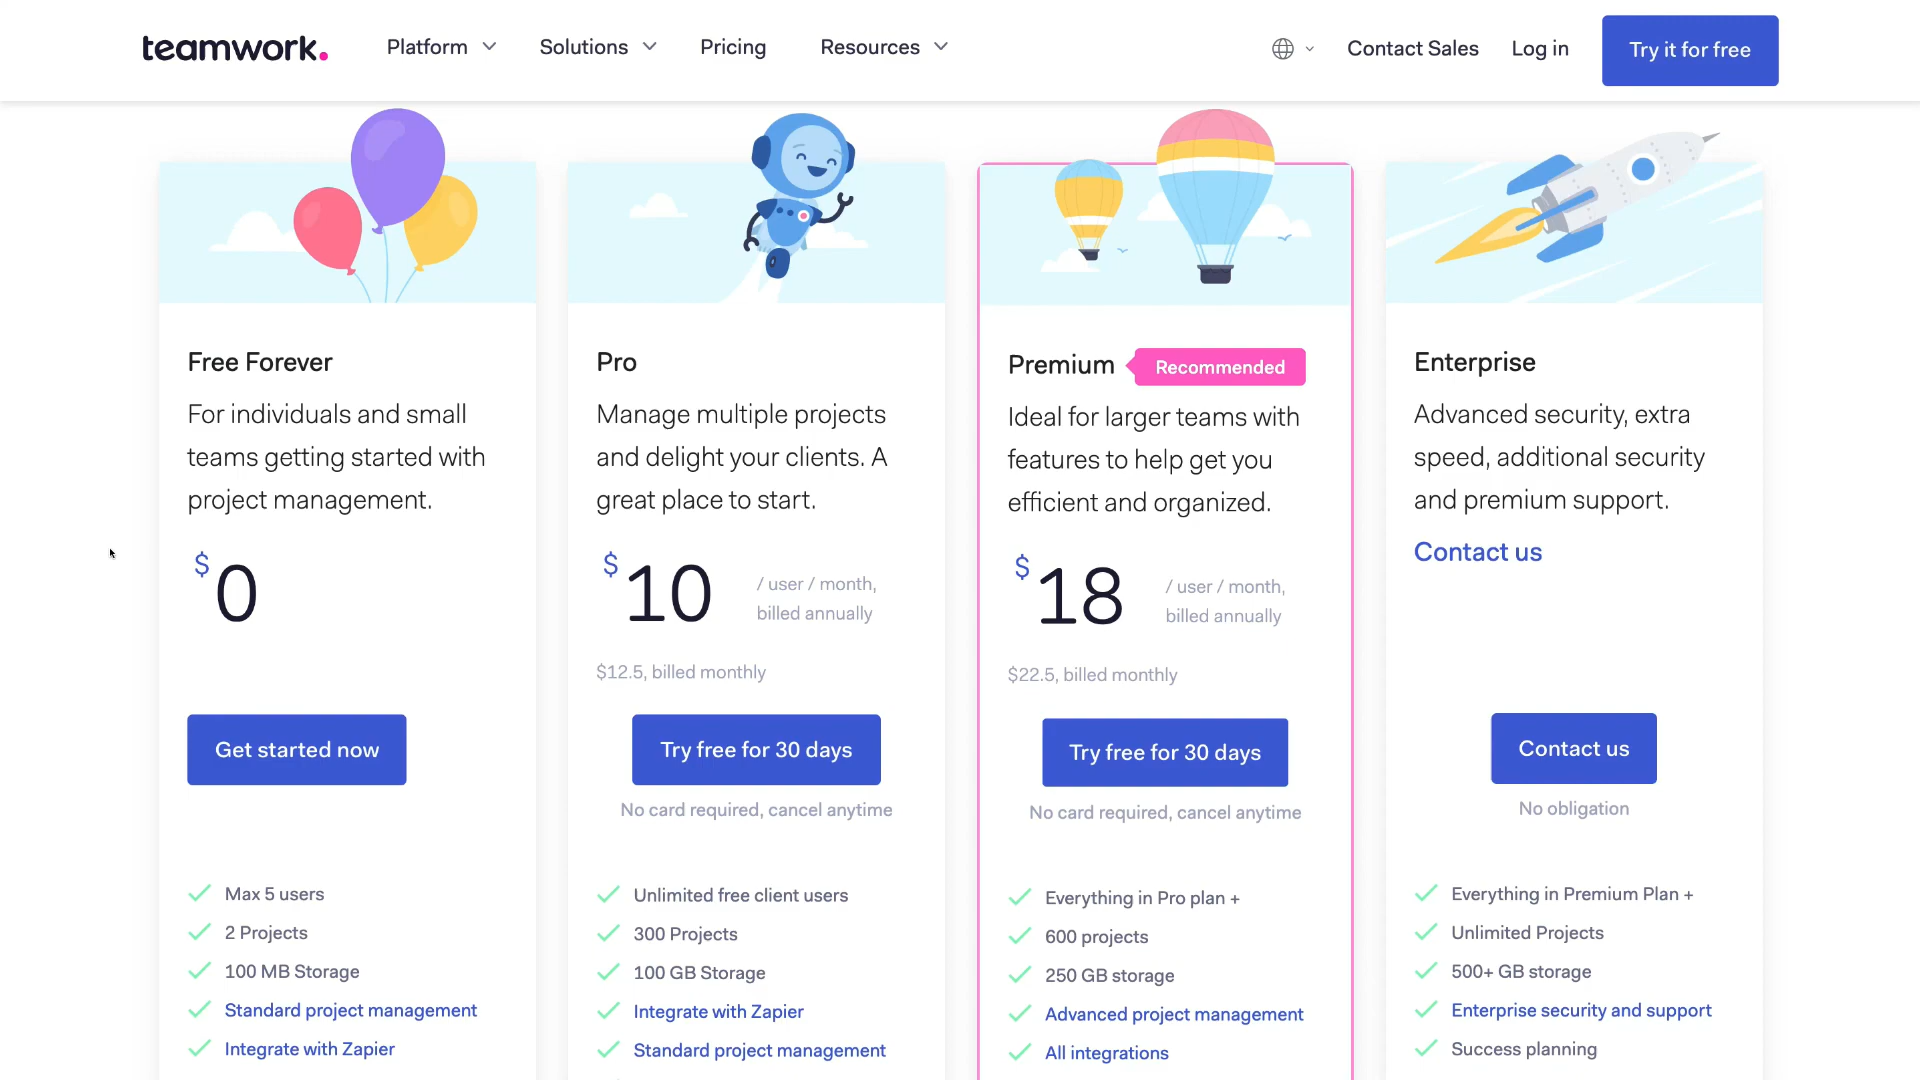 teamwork.
Platform
Solutions
Pricing
Resources
Contact Sales
Log in
Try it for free
Free Forever
For individuals and small
teams getting started with
project management.
$0
Get started now
Max 5 users
2 Projects
100 MB Storage
Standard project management
Integrate with Zapier
Pro
Manage multiple projects
and delight your clients. A
great place to start.
$10
/ user / month,
billed annually
$12.5, billed monthly
Try free for 30 days
No card required, cancel anytime
Unlimited free client users
300 Projects
100 GB Storage
Integrate with Zapier
Standard project management
Premium
Recommended
Ideal for larger teams with
features to help get you
efficient and organized.
$18
/ user / month,
billed annually
$22.5, billed monthly
Try free for 30 days
No card required, cancel anytime
Everything in Pro plan +
600 projects
250 GB storage
Advanced project management
All integrations
Enterprise
Advanced security, extra
speed, additional security
and premium support.
Contact us
Contact us
No obligation
Everything in Premium Plan +
Unlimited Projects
500+ GB storage
Enterprise security and support
Success planning